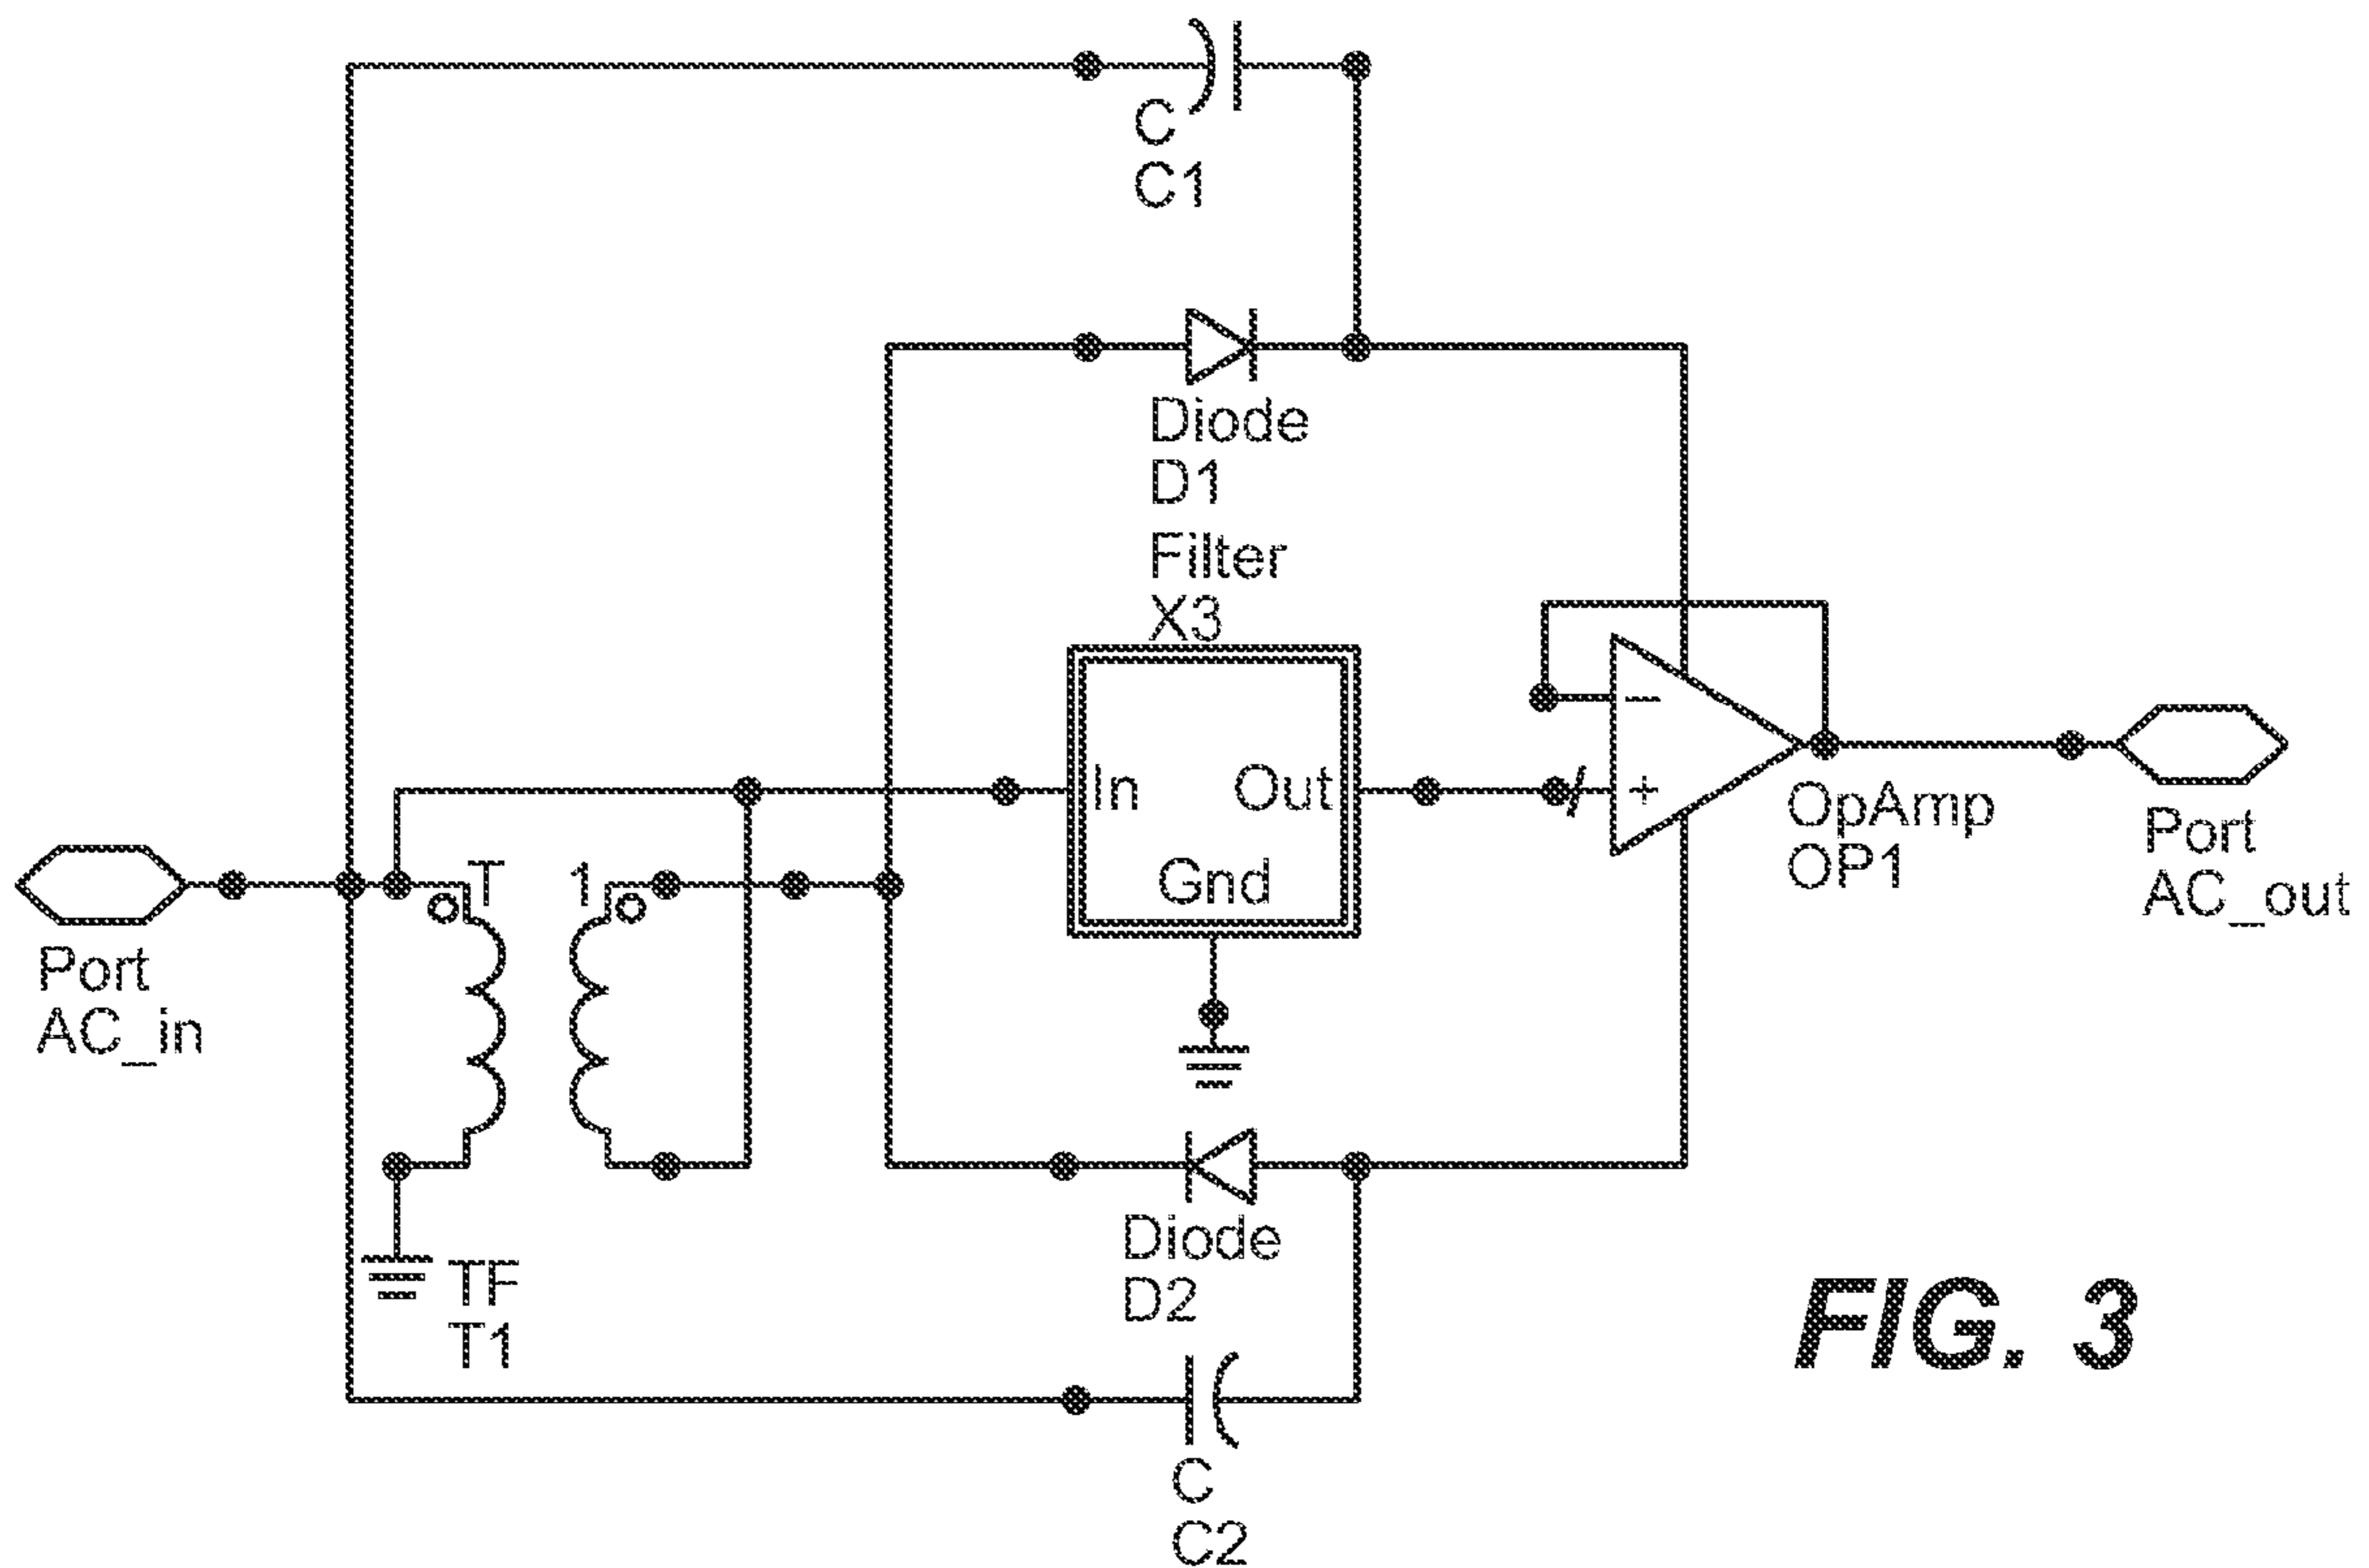 C
C1
Diode
D1
Filter
X3
In
Out
Gnd
−
+
OpAmp
OP1
Port
AC_out
T
1
Port
AC_in
TF
T1
Diode
D2
C
C2
FIG. 3